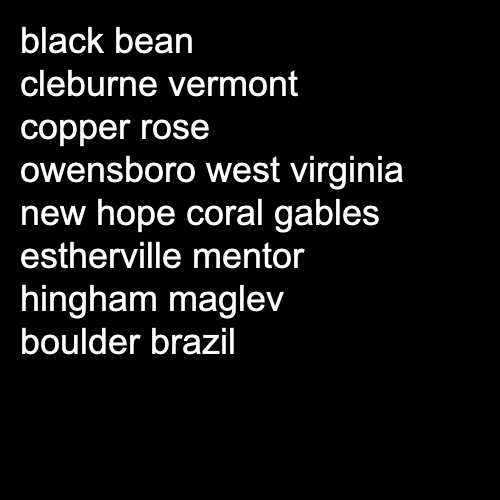 black bean
cleburne vermont
copper rose
owensboro west virginia
new hope coral gables
estherville mentor
hingham maglev
boulder brazil